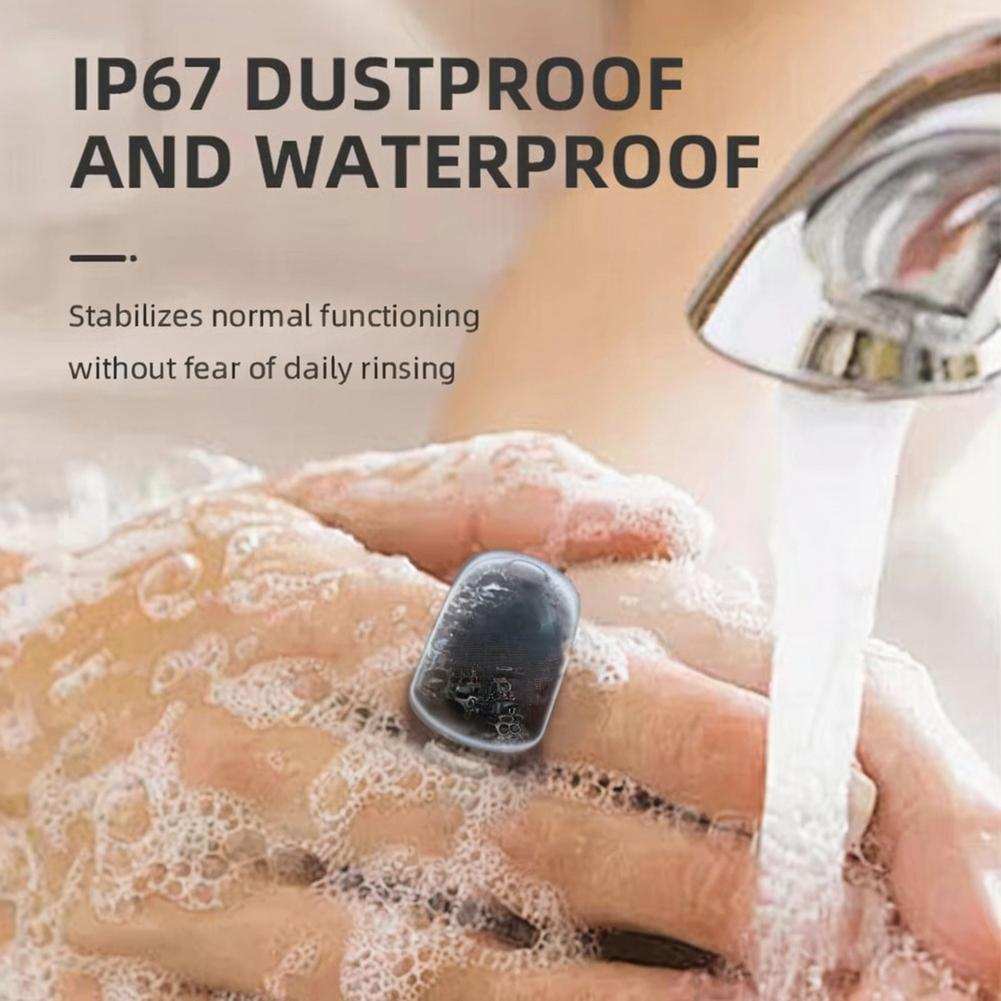 IP67 DUSTPROOF
AND WATERPROOF
Stabilizes normal functioning
without fear of daily rinsing